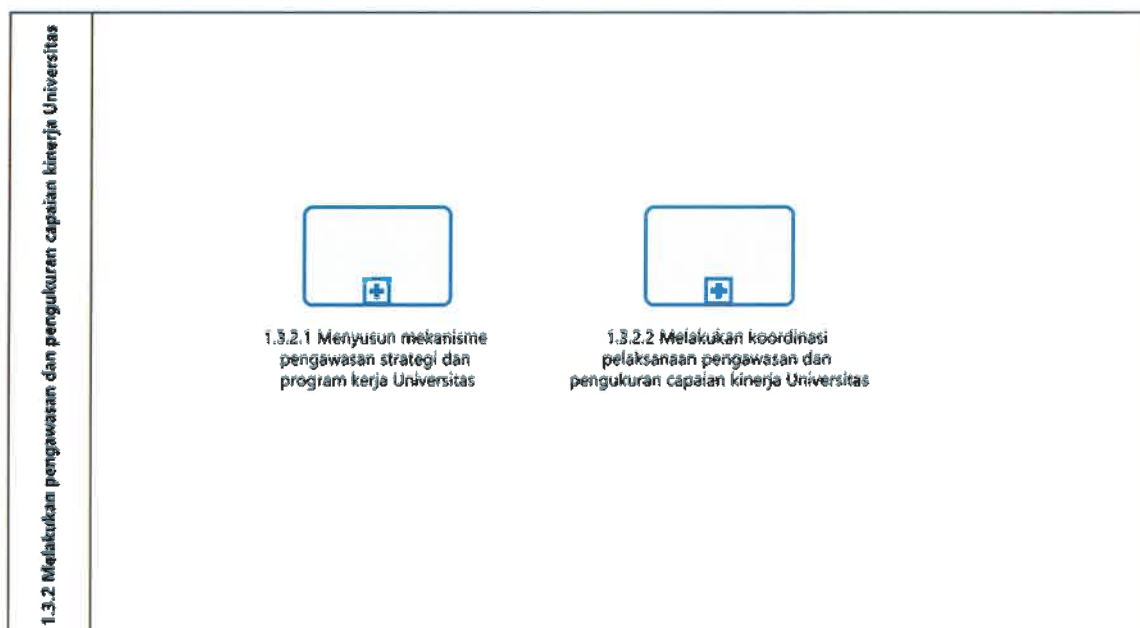 1.3.2 Melakukan pengawasan dan pengukuran capaian kinerja Universitas
1.3.2.1 Menyusun mekanisme
pengawasan strategi dan
program kerja Universitas
1.3.2.2 Melakukan koordinasi
pelaksanaan pengawasan dan
pengukuran capaian kinerja Universitas